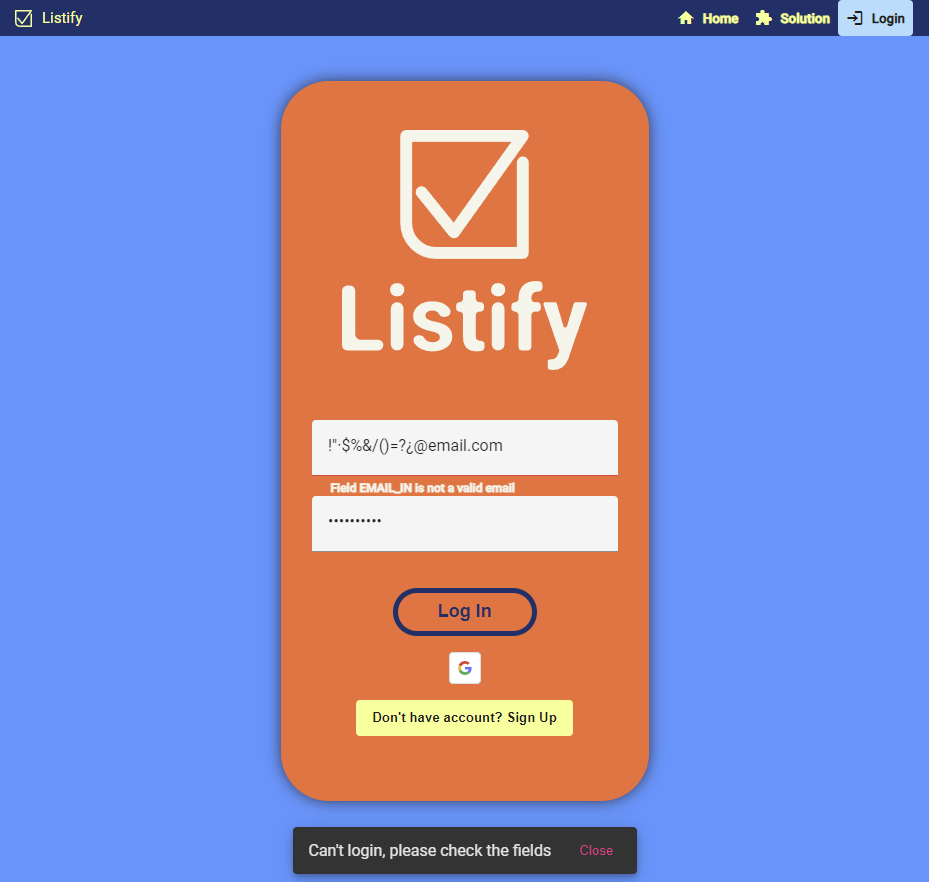 Listify
Home
Solution
Login
Listify
!"·$%&/()=?¿@email.com
Field EMAIL_IN is not a valid email
••••••••••
Log In
G
Don't have account? Sign Up
Can't login, please check the fields
Close